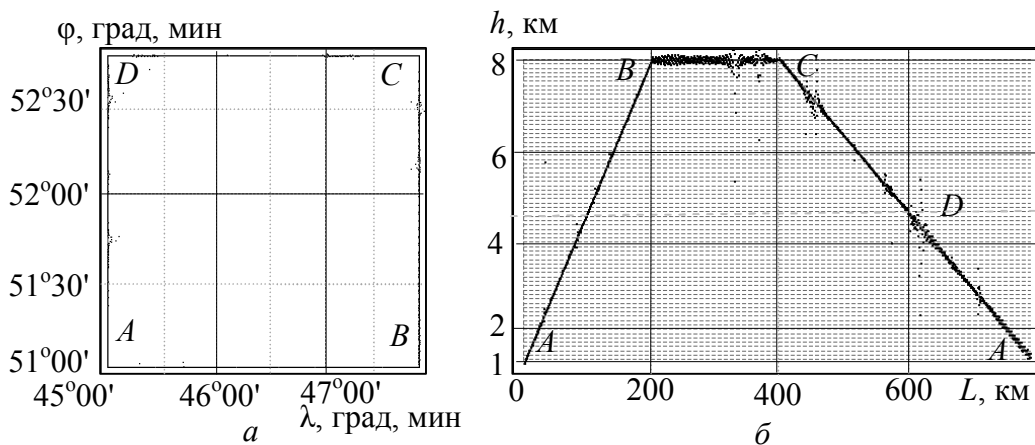 φ, град, мин
D
C
52°30'
52°00'
51°30'
A
B
51°00'
45°00'
46°00'
47°00'
λ, град, мин
а
h, км
8
B
C
6
D
4
2
A
A
1
0
200
400
600
L, км
б